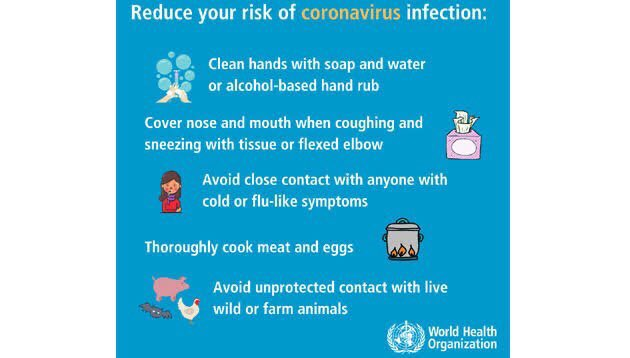 Reduce your risk of coronavirus infection:
Clean hands with soap and water
or alcohol-based hand rub
Cover nose and mouth when coughing and
sneezing with tissue or flexed elbow
Avoid close contact with anyone with
cold or flu-like symptoms
Thoroughly cook meat and eggs
Avoid unprotected contact with live
wild or farm animals
World Health
Organization